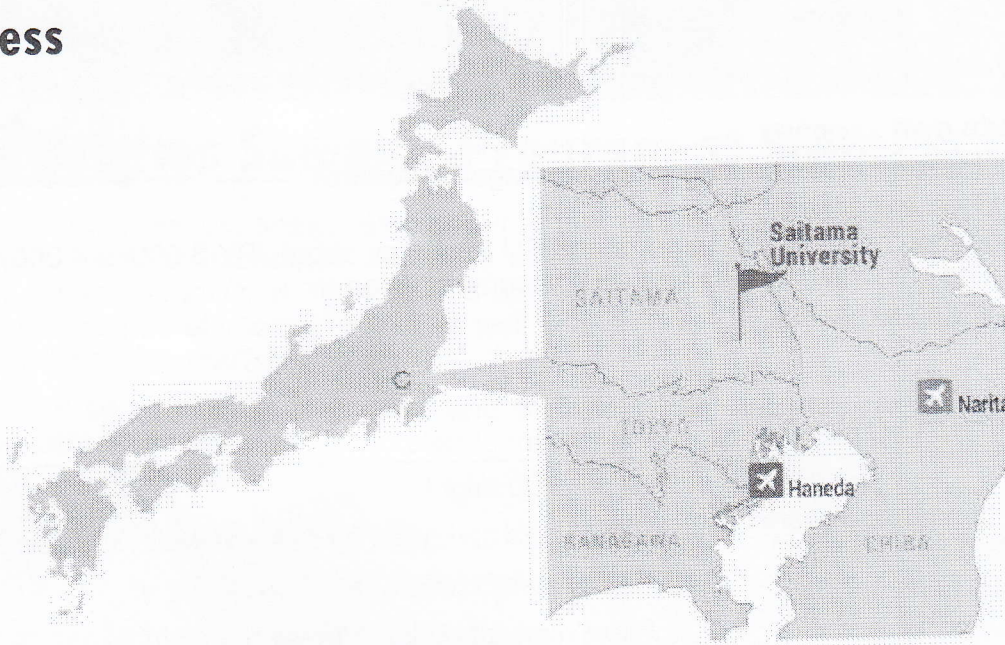 ess
Saitama
University
SAITAMA
Narita
TOKYO
Haneda
KANAGAWA
CHIBA